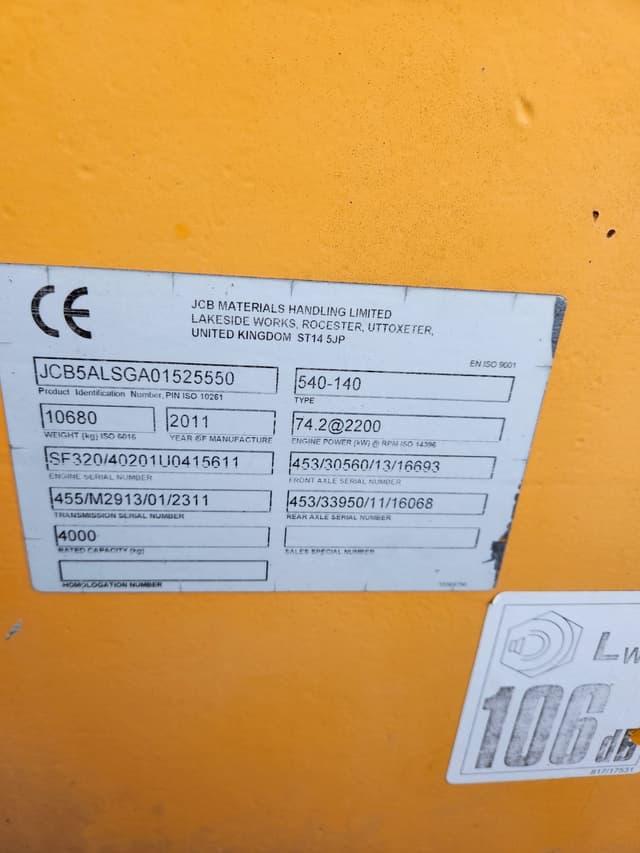 CE
JCB MATERIALS HANDLING LIMITED
LAKESIDE WORKS, ROCESTER, UTTOXETER,
UNITED KINGDOM ST14 5JP
EN ISO 9001
JCB5ALSGA01525550
Product Identification Number, PIN ISO 10261
540-140
TYPE
10680
WEIGHT (kg) ISO 6016
2011
YEAR OF MANUFACTURE
74.2@2200
ENGINE POWER (kW) @ RPM ISO 14396
SF320/40201U0415611
ENGINE SERIAL NUMBER
453/30560/13/16693
FRONT AXLE SERIAL NUMBER
455/M2913/01/2311
TRANSMISSION SERIAL NUMBER
453/33950/11/16068
REAR AXLE SERIAL NUMBER
4000
RATED CAPACITY (kg)
SALES SPECIAL NUMBER
HOMOLOGATION NUMBER
LW
106 dB
817/17531